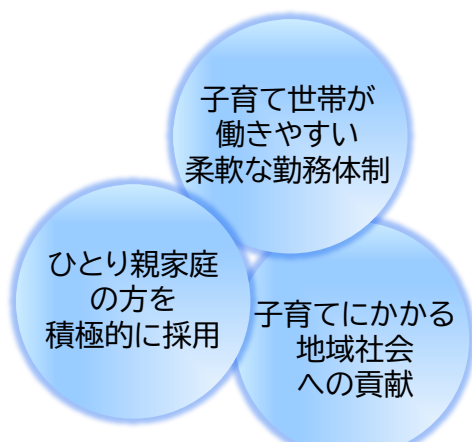 子育て世帯が
働きやすい
柔軟な勤務体制
ひとり親家庭
の方を
積極的に採用
子育てにかかる
地域社会
への貢献